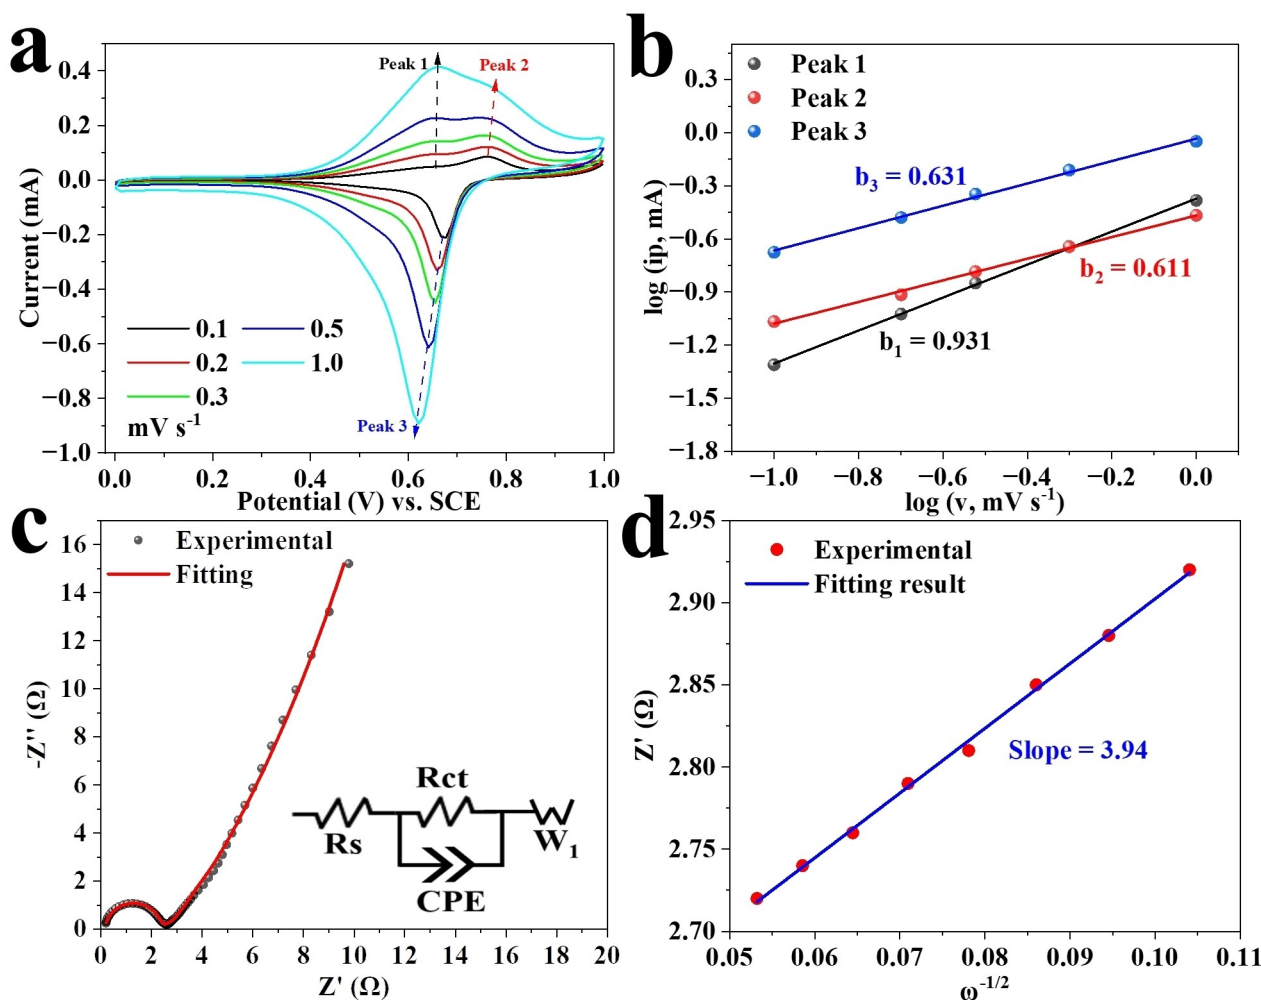 a
Peak 1
Peak 2
0.4
0.2
0.0
−0.2
−0.4
−0.6
−0.8
−1.0
Current (mA)
0.1
0.5
0.2
1.0
0.3
mV s⁻¹
Peak 3
0.0
0.2
0.4
0.6
0.8
1.0
Potential (V) vs. SCE
b
Peak 1
Peak 2
Peak 3
0.3
0.0
−0.3
−0.6
−0.9
−1.2
−1.5
−1.8
log (ip, mA)
b₃ = 0.631
b₂ = 0.611
b₁ = 0.931
−1.0
−0.8
−0.6
−0.4
−0.2
0.0
log (v, mV s⁻¹)
c
Experimental
Fitting
16
14
12
10
8
6
4
2
0
-Z'' (Ω)
Rct
Rs
W₁
CPE
0
2
4
6
8
10
12
14
16
18
20
Z' (Ω)
d
Experimental
Fitting result
2.95
2.90
2.85
2.80
2.75
2.70
Z' (Ω)
Slope = 3.94
0.05
0.06
0.07
0.08
0.09
0.10
0.11
ω⁻¹/²